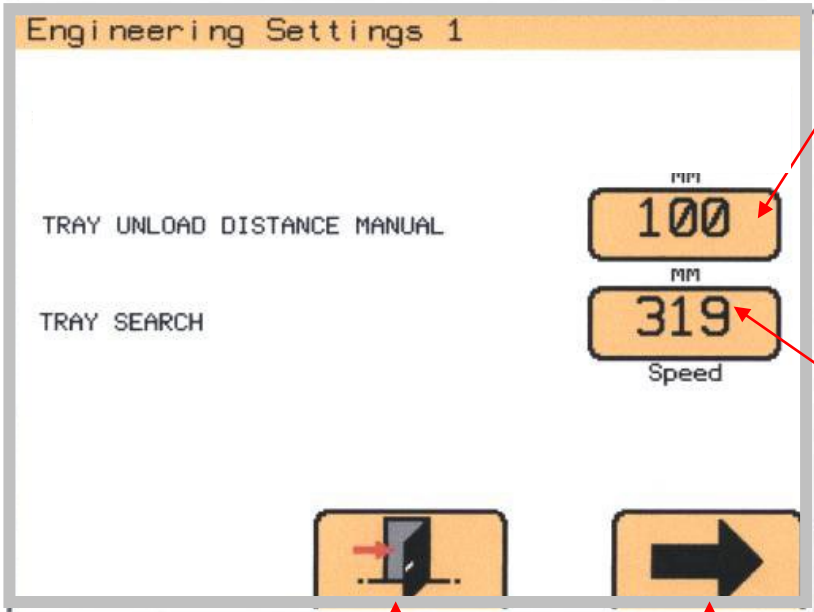 Engineering Settings 1
MM
TRAY UNLOAD DISTANCE MANUAL 100
MM
TRAY SEARCH 319
Speed